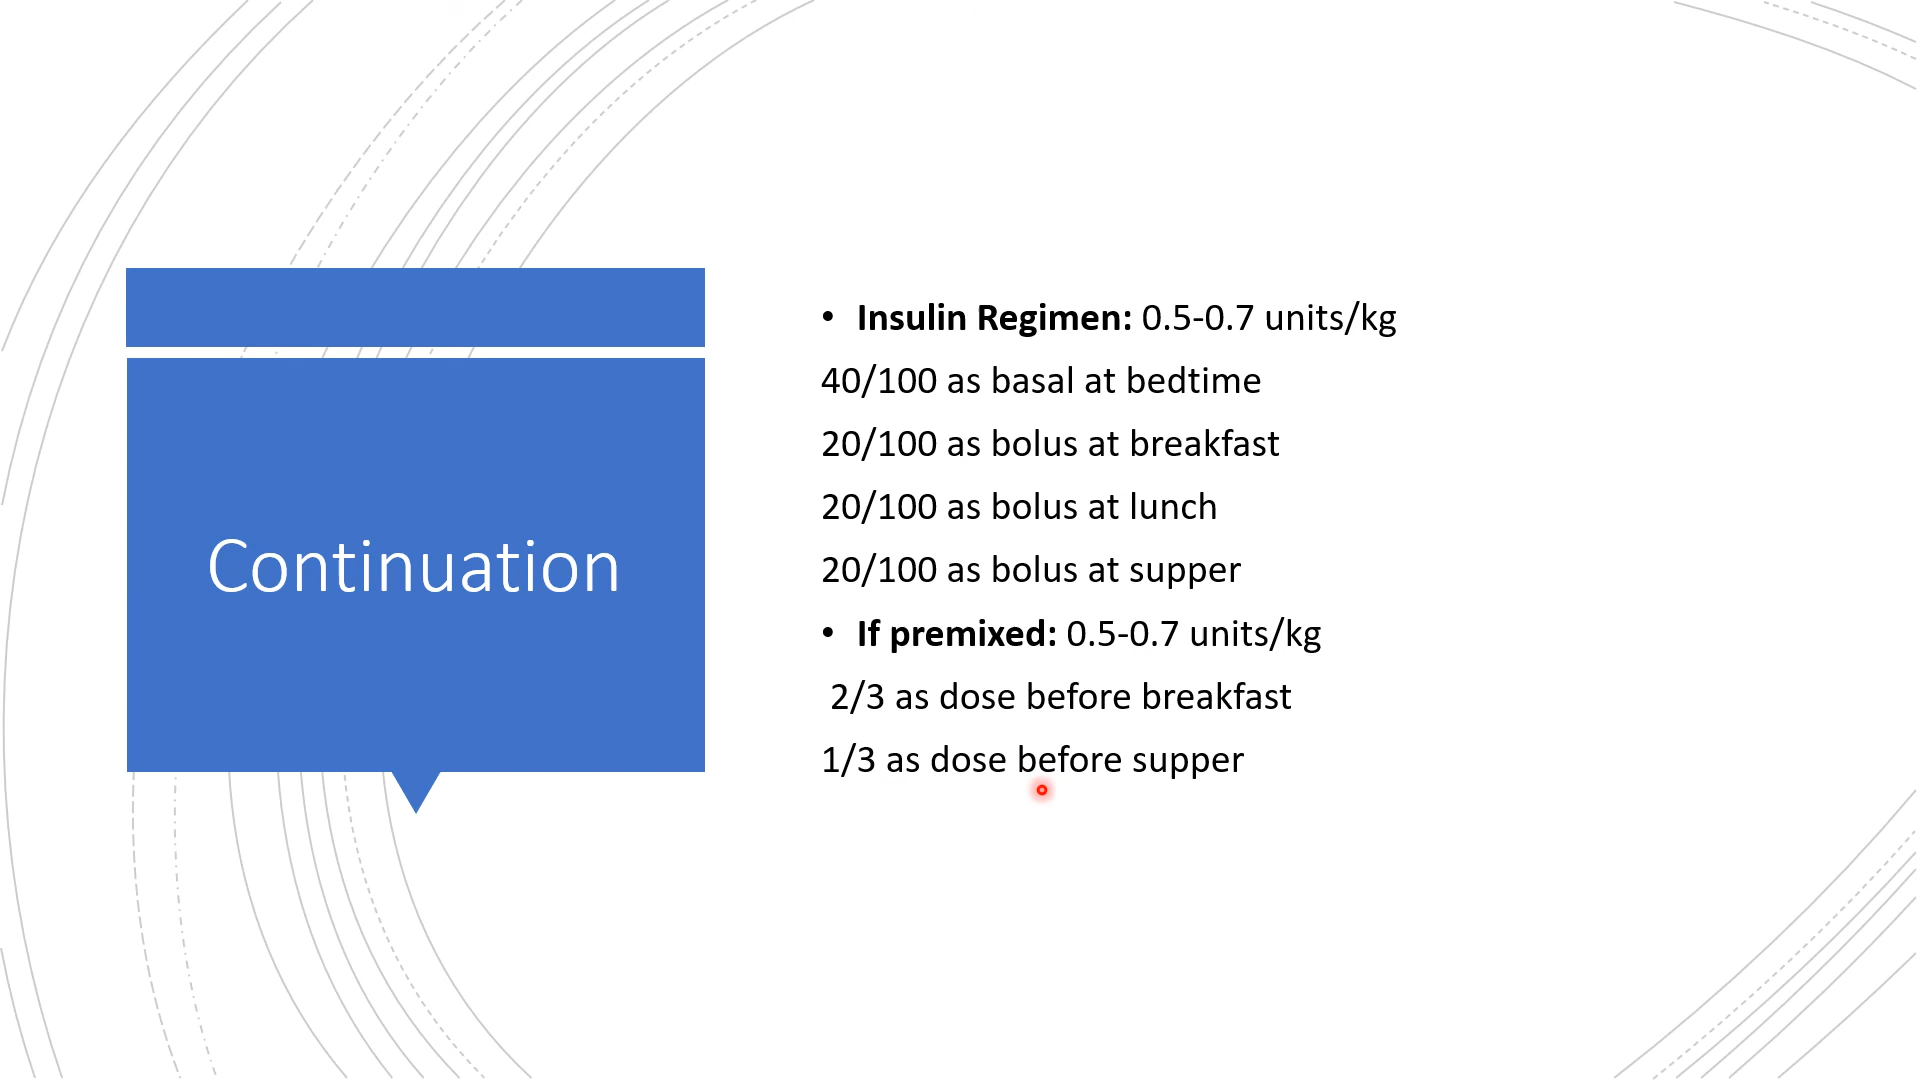 Continuation
• Insulin Regimen: 0.5-0.7 units/kg
40/100 as basal at bedtime
20/100 as bolus at breakfast
20/100 as bolus at lunch
20/100 as bolus at supper
• If premixed: 0.5-0.7 units/kg
2/3 as dose before breakfast
1/3 as dose before supper